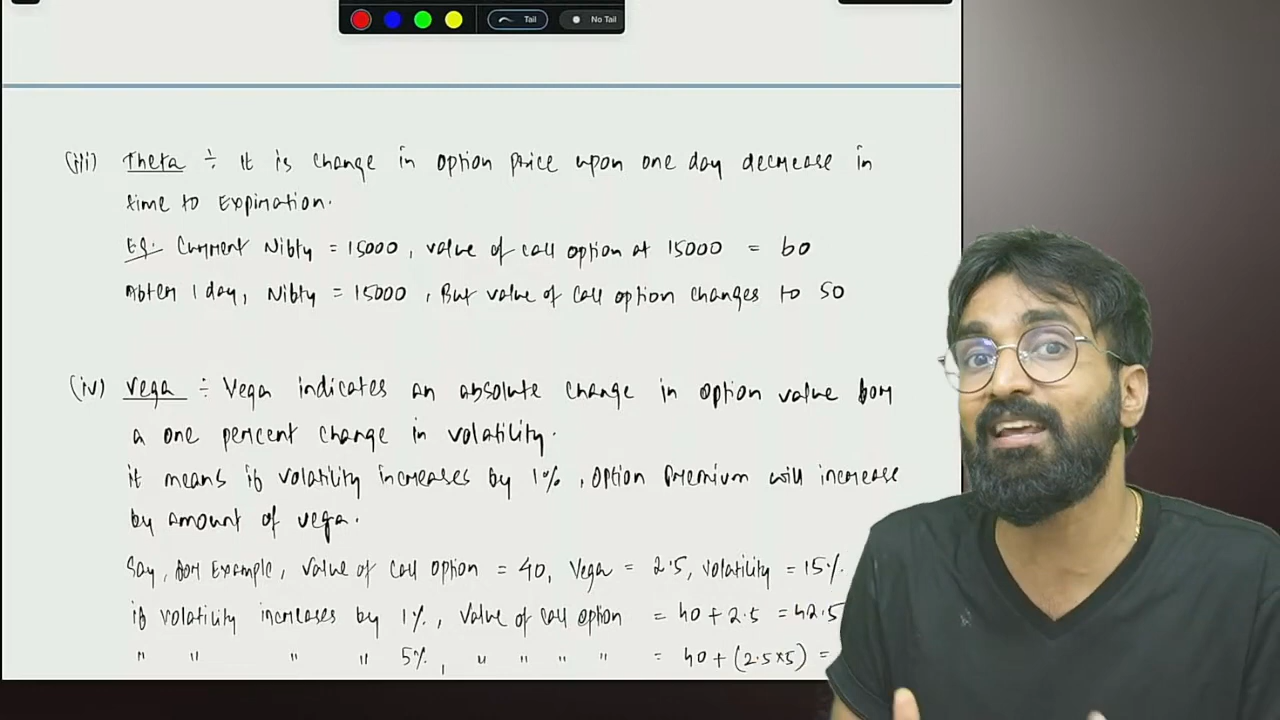 Tail No Tail
(iii) Theta ÷ It is change in option price upon one day decrease in
time to Expiration.
Eg. Current Nifty = 15000, value of call option at 15000 = 60
After 1 day, Nifty = 15000, But value of call option changes to 50
(iv) Vega ÷ Vega indicates an absolute change in option value for
a one percent change in volatility.
it means if volatility increases by 1%, option premium will increase
by amount of vega.
Say, for Example, value of call option = 40, Vega = 2.5, volatility = 15%.
if volatility increases by 1%, Value of call option = 40 + 2.5 = 42.5
" " " " 5%, " " " " = 40 + (2.5×5) =